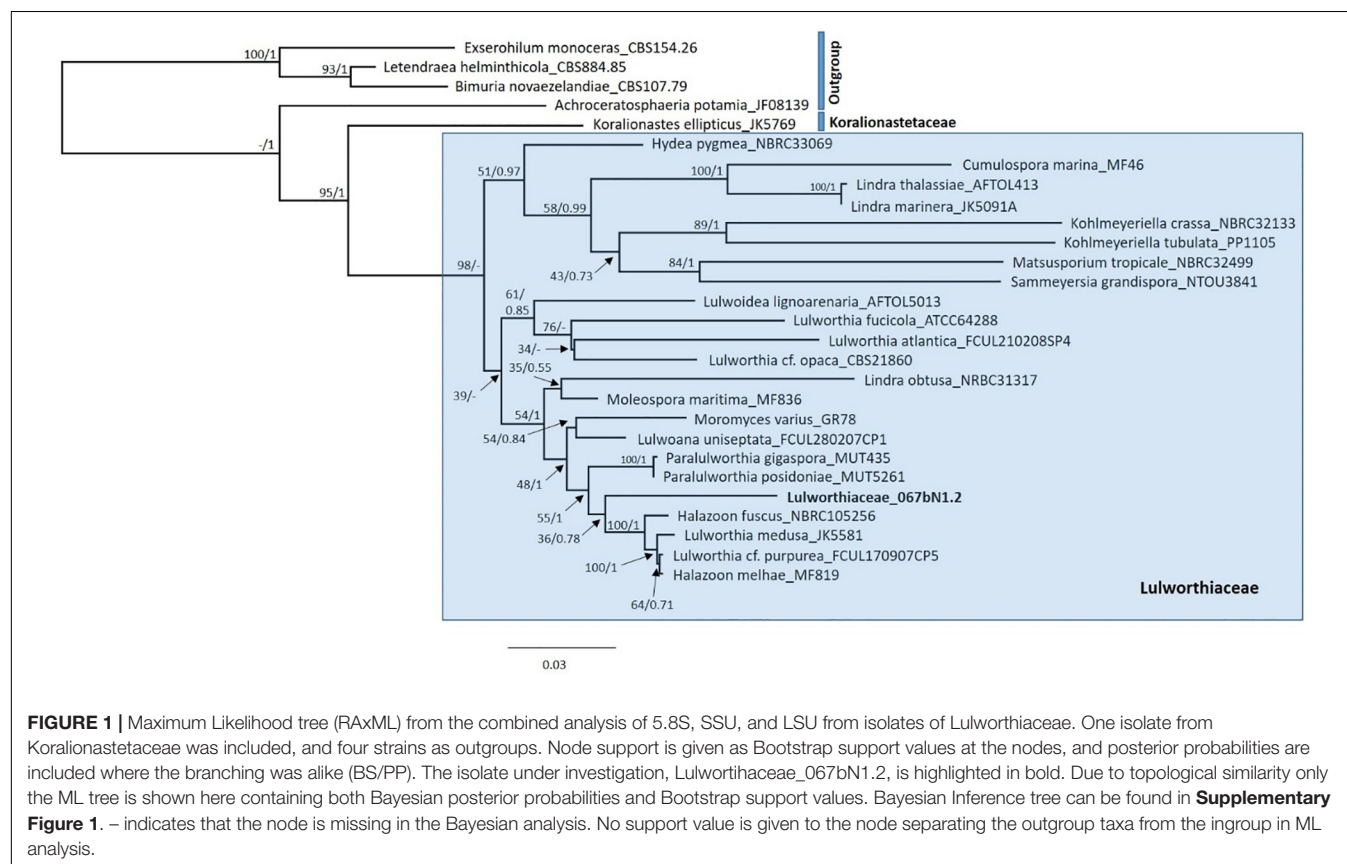 100/1
Exserohilum monoceras_CBS154.26
93/1
Letendraea helminthicola_CBS884.85
Bimuria novaezelandiae_CBS107.79
Outgroup
Achroceratosphaeria potamia_JF08139
-/1
Koralionastes ellipticus_JK5769
Koralionastetaceae
95/1
Hydea pygmea_NBRC33069
51/0.97
Cumulospora marina_MF46
100/1
Lindra thalassiae_AFTOL413
100/1
Lindra marinera_JK5091A
58/0.99
Kohlmeyeriella crassa_NBRC32133
89/1
Kohlmeyeriella tubulata_PP1105
Matsusporium tropicale_NBRC32499
84/1
43/0.73
Sammeyersia grandispora_NTOU3841
98/-
61/
0.85
Lulwoidea lignoarenaria_AFTOL5013
Lulworthia fucicola_ATCC64288
76/-
Lulworthia atlantica_FCUL210208SP4
34/-
Lulworthia cf. opaca_CBS21860
35/0.55
Lindra obtusa_NRBC31317
39/-
Moleospora maritima_MF836
54/1
Moromyces varius_GR78
54/0.84
Lulwoana uniseptata_FCUL280207CP1
Paralulworthia gigaspora_MUT435
100/1
Paralulworthia posidoniae_MUT5261
48/1
Lulworthiaceae_067bN1.2
55/1
Halazoon fuscus_NBRC105256
100/1
36/0.78
Lulworthia medusa_JK5581
Lulworthia cf. purpurea_FCUL170907CP5
100/1
Halazoon melhae_MF819
64/0.71
Lulworthiaceae
0.03
FIGURE 1 | Maximum Likelihood tree (RAxML) from the combined analysis of 5.8S, SSU, and LSU from isolates of Lulworthiaceae. One isolate from
Koralionastetaceae was included, and four strains as outgroups. Node support is given as Bootstrap support values at the nodes, and posterior probabilities are
included where the branching was alike (BS/PP). The isolate under investigation, Lulwortihaceae_067bN1.2, is highlighted in bold. Due to topological similarity only
the ML tree is shown here containing both Bayesian posterior probabilities and Bootstrap support values. Bayesian Inference tree can be found in Supplementary
Figure 1. – indicates that the node is missing in the Bayesian analysis. No support value is given to the node separating the outgroup taxa from the ingroup in ML
analysis.